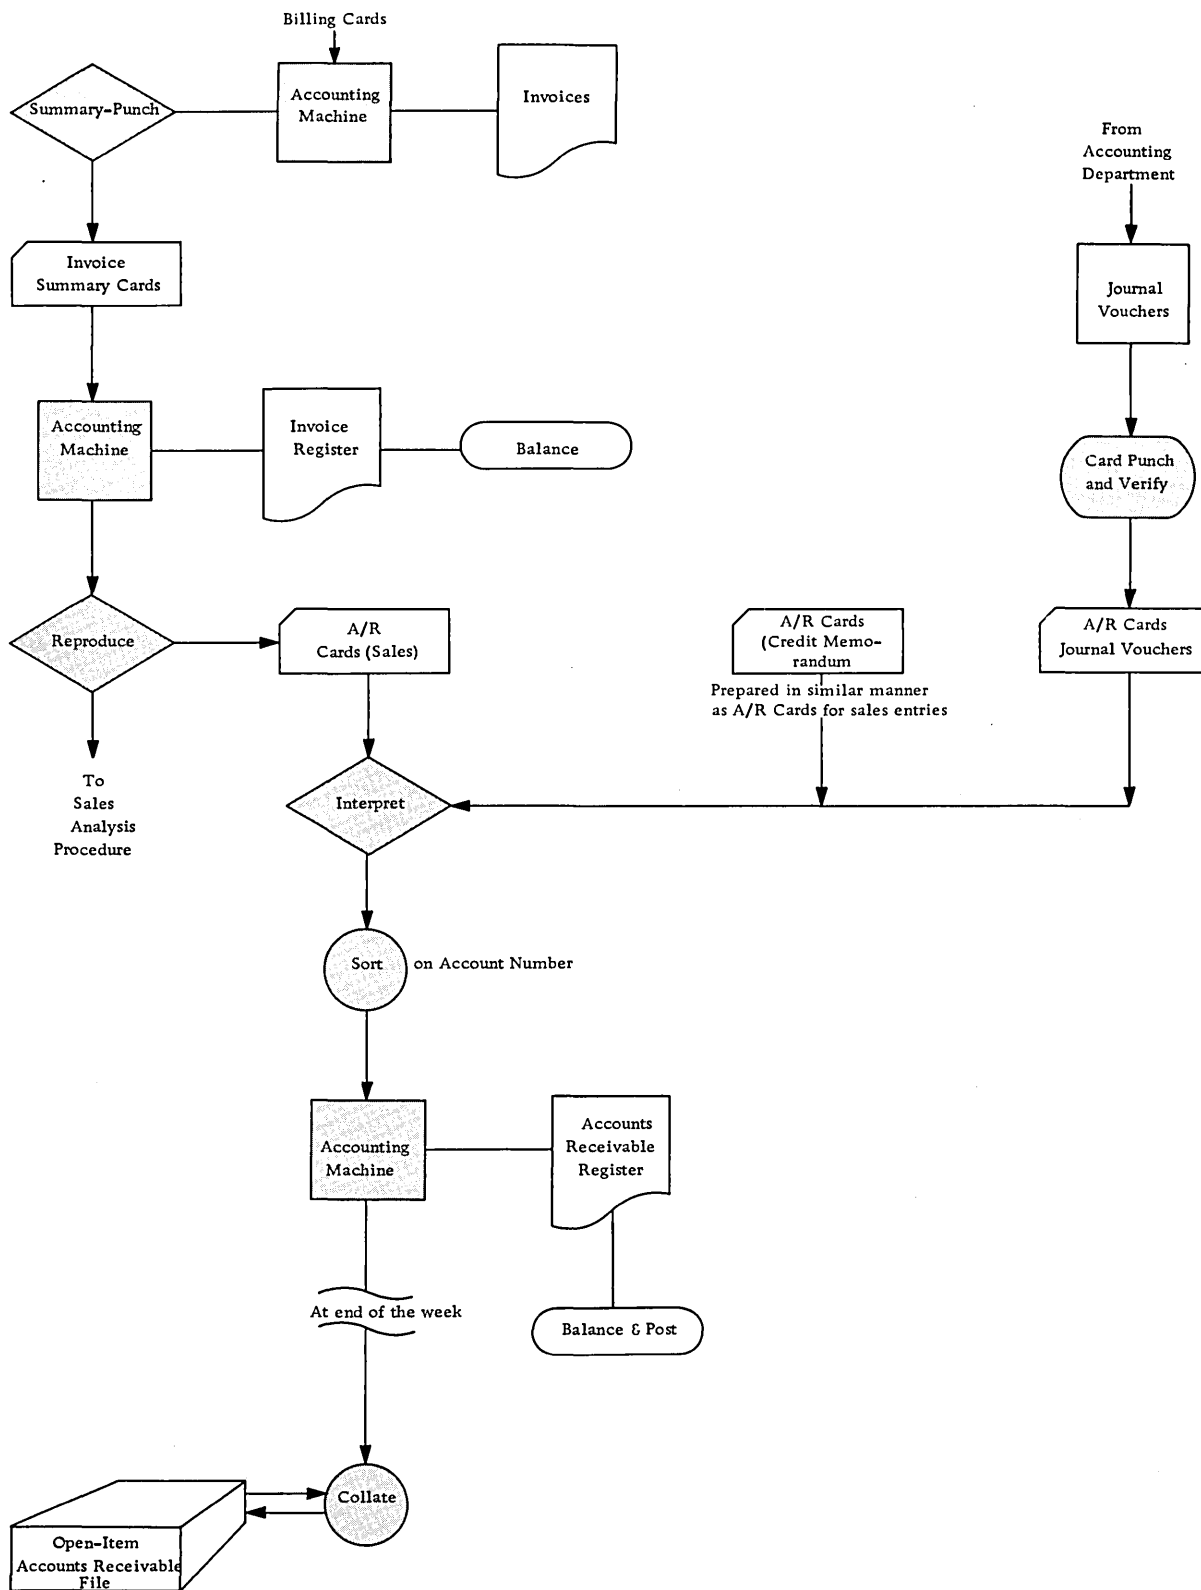 Billing Cards
Summary-Punch
Accounting
Machine
Invoices
From
Accounting
Department
Invoice
Summary Cards
Journal
Vouchers
Accounting
Machine
Invoice
Register
Balance
Card Punch
and Verify
Reproduce
A/R
Cards (Sales)
A/R Cards
(Credit Memo-
randum
Prepared in similar manner
as A/R Cards for sales entries
A/R Cards
Journal Vouchers
To
Sales
Analysis
Procedure
Interpret
Sort
on Account Number
Accounting
Machine
Accounts
Receivable
Register
At end of the week
Balance & Post
Collate
Open-Item
Accounts Receivable
File